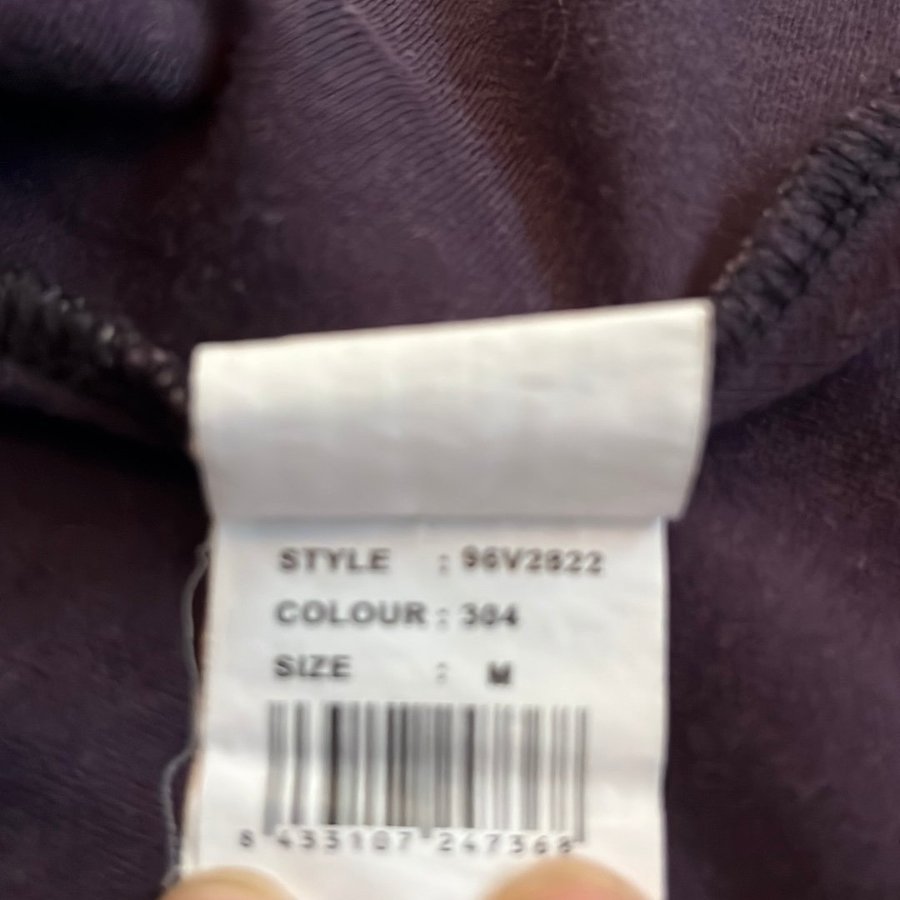 STYLE : 96V2822
COLOUR : 304
SIZE : M
8 433107 247368